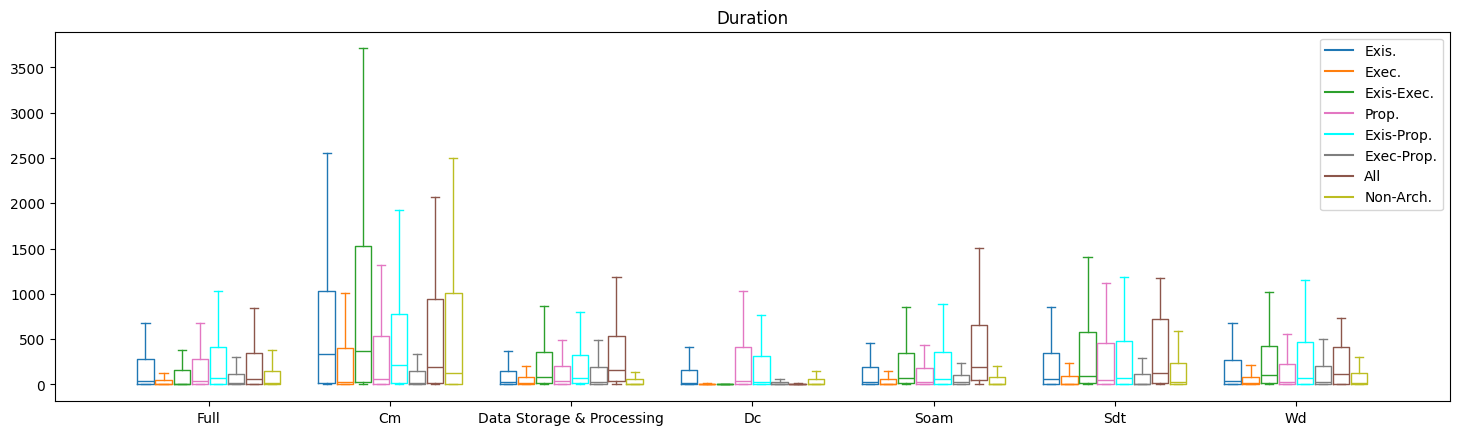 Duration
3500
3000
2500
2000
1500
1000
500
0
Full
Cm
Data Storage & Processing
Dc
Soam
Sdt
Wd
Exis.
Exec.
Exis-Exec.
Prop.
Exis-Prop.
Exec-Prop.
All
Non-Arch.